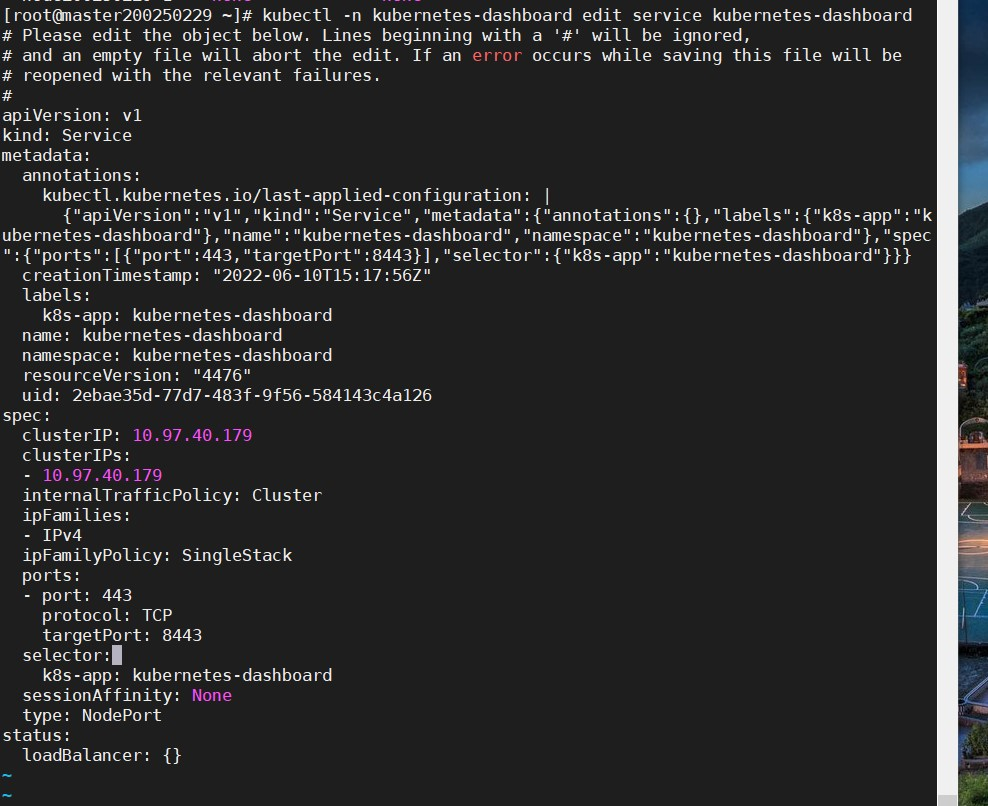 [root@master200250229 ~]# kubectl -n kubernetes-dashboard edit service kubernetes-dashboard
# Please edit the object below. Lines beginning with a '#' will be ignored,
# and an empty file will abort the edit. If an error occurs while saving this file will be
# reopened with the relevant failures.
#
apiVersion: v1
kind: Service
metadata:
  annotations:
    kubectl.kubernetes.io/last-applied-configuration: |
      {"apiVersion":"v1","kind":"Service","metadata":{"annotations":{},"labels":{"k8s-app":"k
ubernetes-dashboard"},"name":"kubernetes-dashboard","namespace":"kubernetes-dashboard"},"spec
":{"ports":[{"port":443,"targetPort":8443}],"selector":{"k8s-app":"kubernetes-dashboard"}}}
  creationTimestamp: "2022-06-10T15:17:56Z"
  labels:
    k8s-app: kubernetes-dashboard
  name: kubernetes-dashboard
  namespace: kubernetes-dashboard
  resourceVersion: "4476"
  uid: 2ebae35d-77d7-483f-9f56-584143c4a126
spec:
  clusterIP: 10.97.40.179
  clusterIPs:
  - 10.97.40.179
  internalTrafficPolicy: Cluster
  ipFamilies:
  - IPv4
  ipFamilyPolicy: SingleStack
  ports:
  - port: 443
    protocol: TCP
    targetPort: 8443
  selector:
    k8s-app: kubernetes-dashboard
  sessionAffinity: None
  type: NodePort
status:
  loadBalancer: {}
~
~